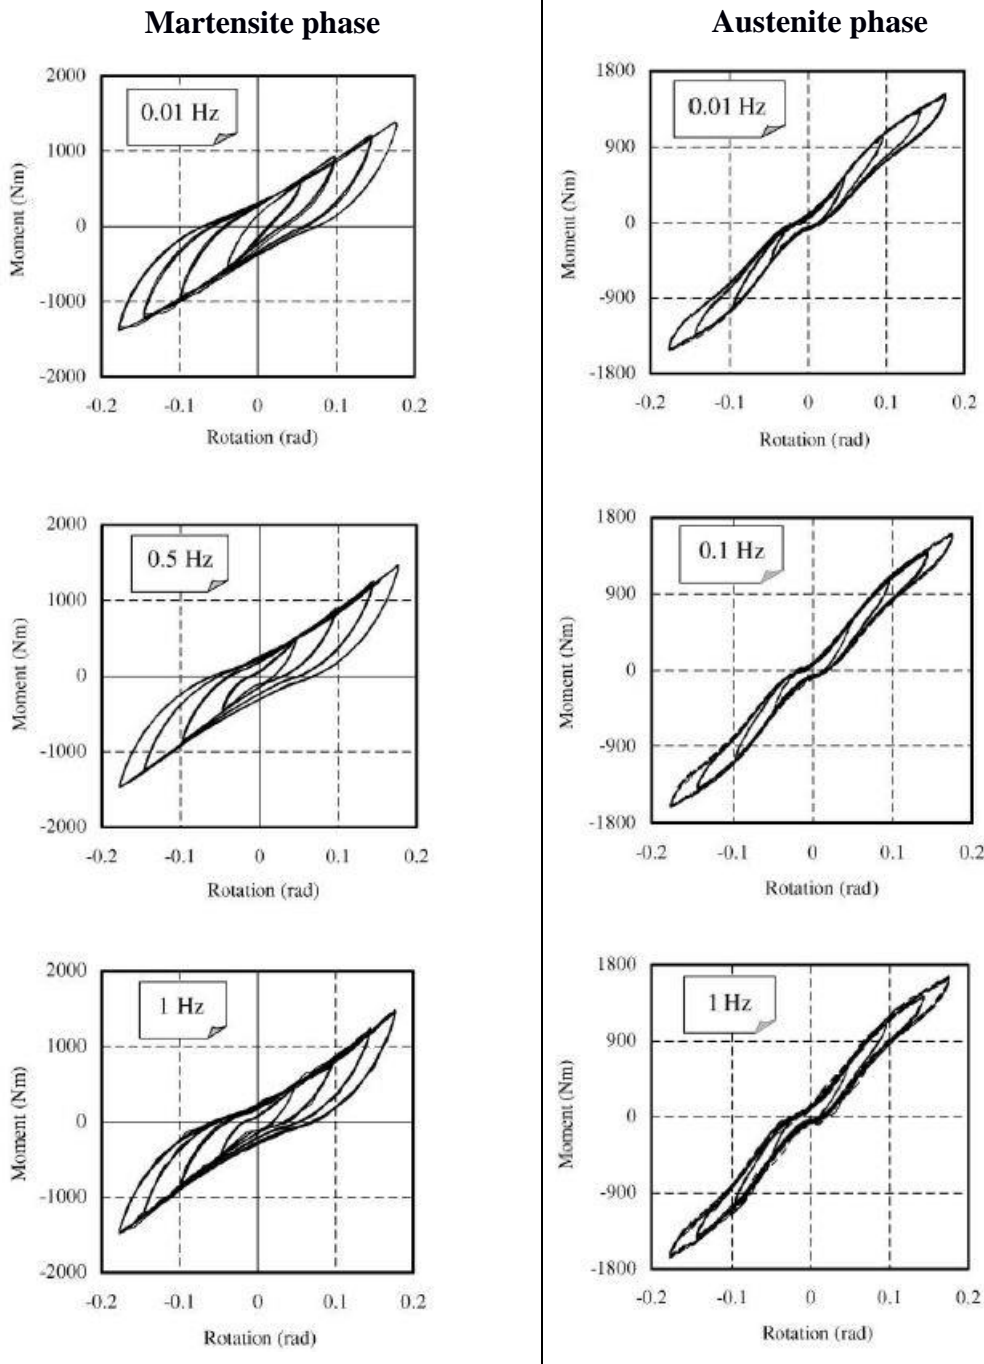 Martensite phase
2000
1000
0
-1000
-2000
Moment (Nm)
0.01 Hz
-0.2 -0.1 0 0.1 0.2
Rotation (rad)
2000
1000
0
-1000
-2000
Moment (Nm)
0.5 Hz
-0.2 -0.1 0 0.1 0.2
Rotation (rad)
2000
1000
0
-1000
-2000
Moment (Nm)
1 Hz
-0.2 -0.1 0 0.1 0.2
Rotation (rad)
Austenite phase
1800
900
0
-900
-1800
Moment (Nm)
0.01 Hz
-0.2 -0.1 0 0.1 0.2
Rotation (rad)
1800
900
0
-900
-1800
Moment (Nm)
0.1 Hz
-0.2 -0.1 0 0.1 0.2
Rotation (rad)
1800
900
0
-900
-1800
Moment (Nm)
1 Hz
-0.2 -0.1 0 0.1 0.2
Rotation (rad)